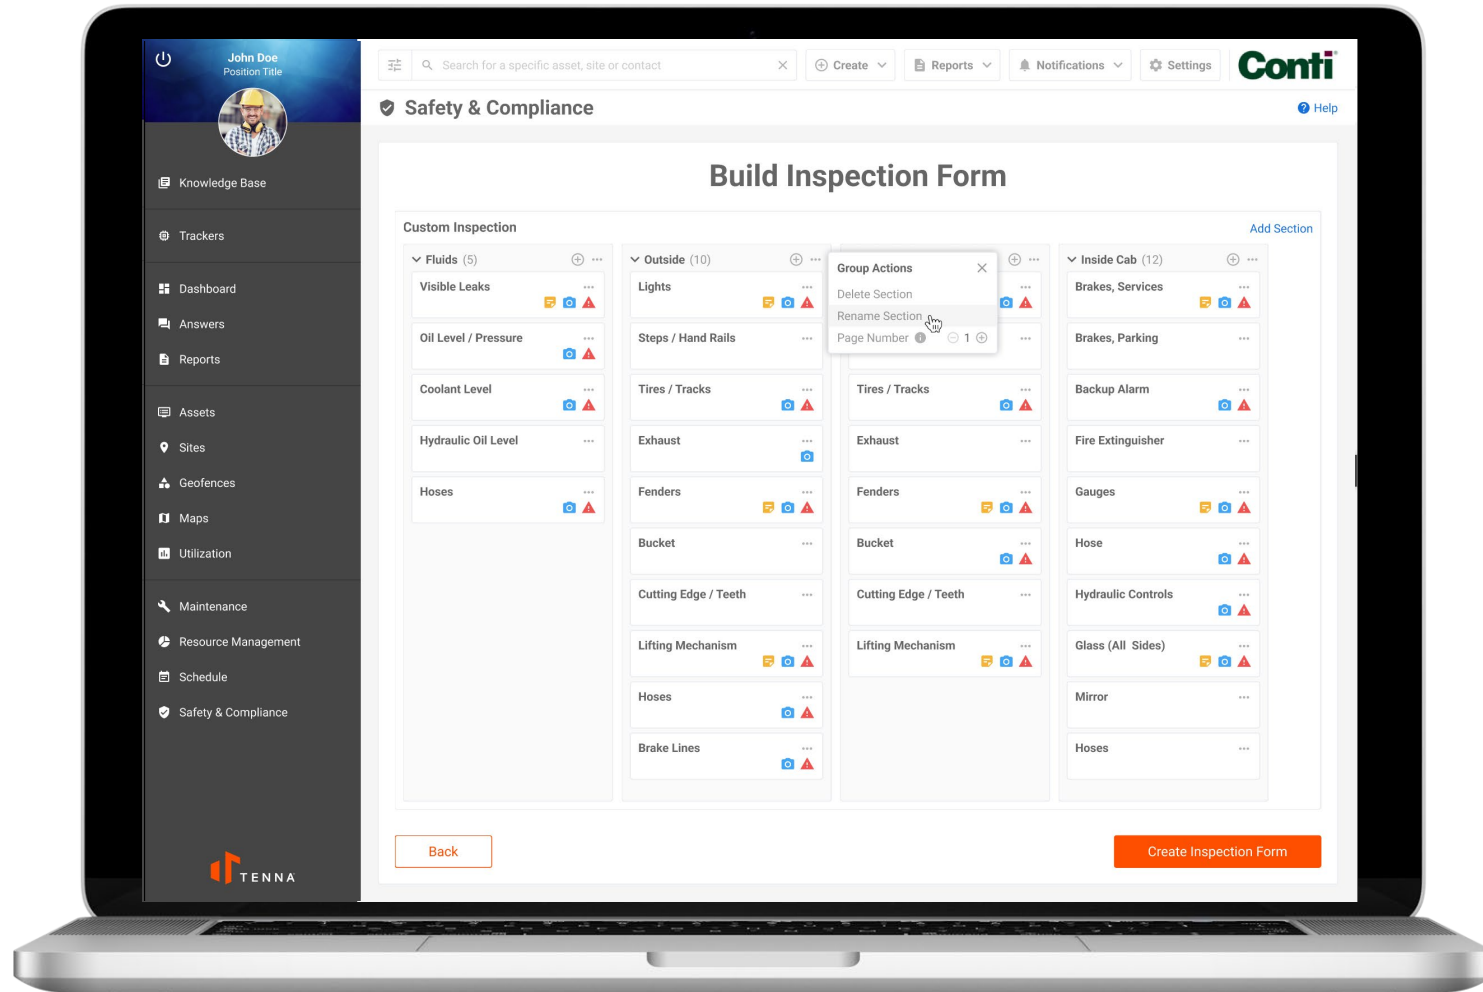 John Doe
Position Title
Knowledge Base
Trackers
Dashboard
Answers
Reports
Assets
Sites
Geofences
Maps
Utilization
Maintenance
Resource Management
Schedule
Safety & Compliance
TENNA
Search for a specific asset, site or contact
Create
Reports
Notifications
Settings
Conti
Safety & Compliance
Help
Build Inspection Form
Custom Inspection
Add Section
Fluids (5)
Visible Leaks
Oil Level / Pressure
Coolant Level
Hydraulic Oil Level
Hoses
Outside (10)
Lights
Steps / Hand Rails
Tires / Tracks
Exhaust
Fenders
Bucket
Cutting Edge / Teeth
Lifting Mechanism
Hoses
Brake Lines
Group Actions
Delete Section
Rename Section
Page Number 1
Tires / Tracks
Exhaust
Fenders
Bucket
Cutting Edge / Teeth
Lifting Mechanism
Inside Cab (12)
Brakes, Services
Brakes, Parking
Backup Alarm
Fire Extinguisher
Gauges
Hose
Hydraulic Controls
Glass (All Sides)
Mirror
Hoses
Back
Create Inspection Form